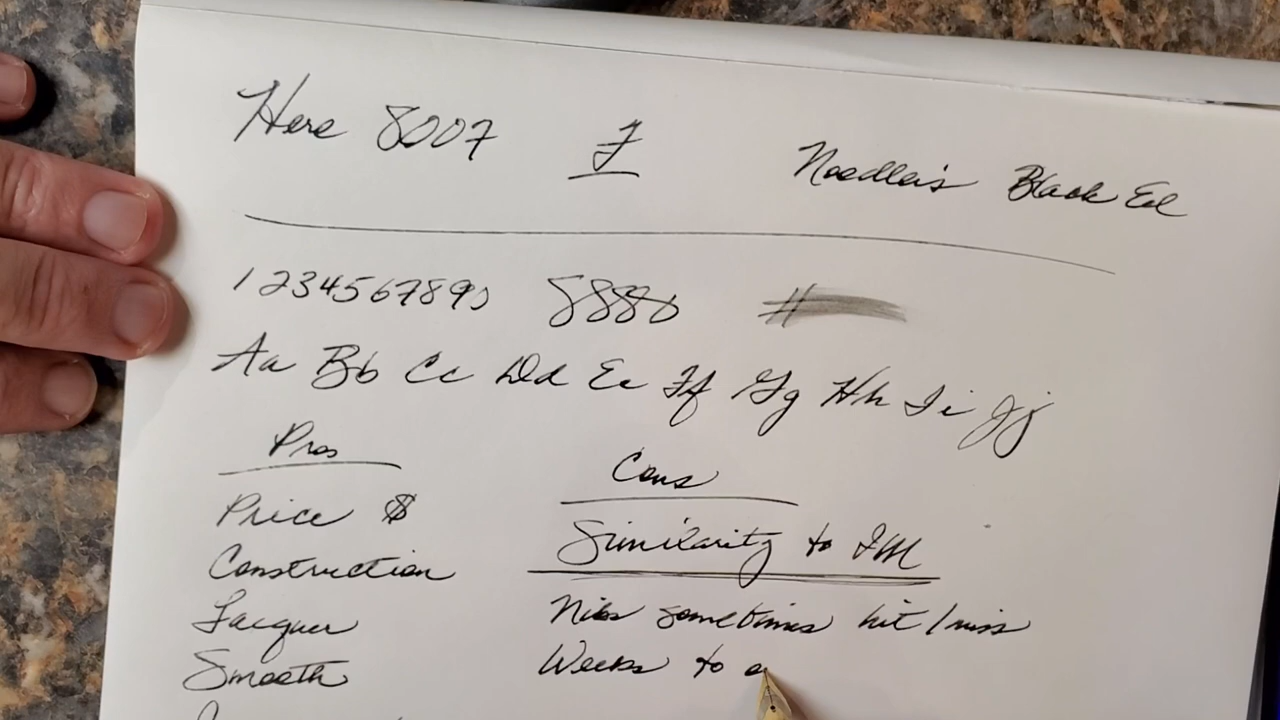 Hero 8007 F Noodler's Black Eel
1234567890 8880 #
Aa Bb Cc Dd Ee Ff Gg Hh Ii Jj
Pros Cons
Price $ Similarity to IM
Construction Nibs sometimes hit/miss
Lacquer Weeks to
Smooth